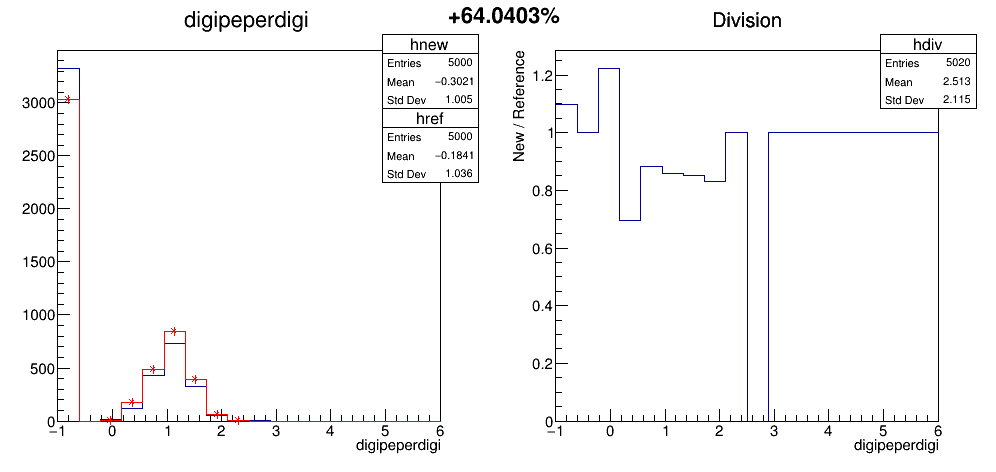 digipeperdigi
+64.0403%
Division
hnew
Entries 5000
Mean −0.3021
Std Dev 1.005
href
Entries 5000
Mean −0.1841
Std Dev 1.036
3000
2500
2000
1500
1000
500
0
−1 0 1 2 3 4 5 6
digipeperdigi
hdiv
Entries 5020
Mean 2.513
Std Dev 2.115
New / Reference
1.2
1
0.8
0.6
0.4
0.2
0
−1 0 1 2 3 4 5 6
digipeperdigi